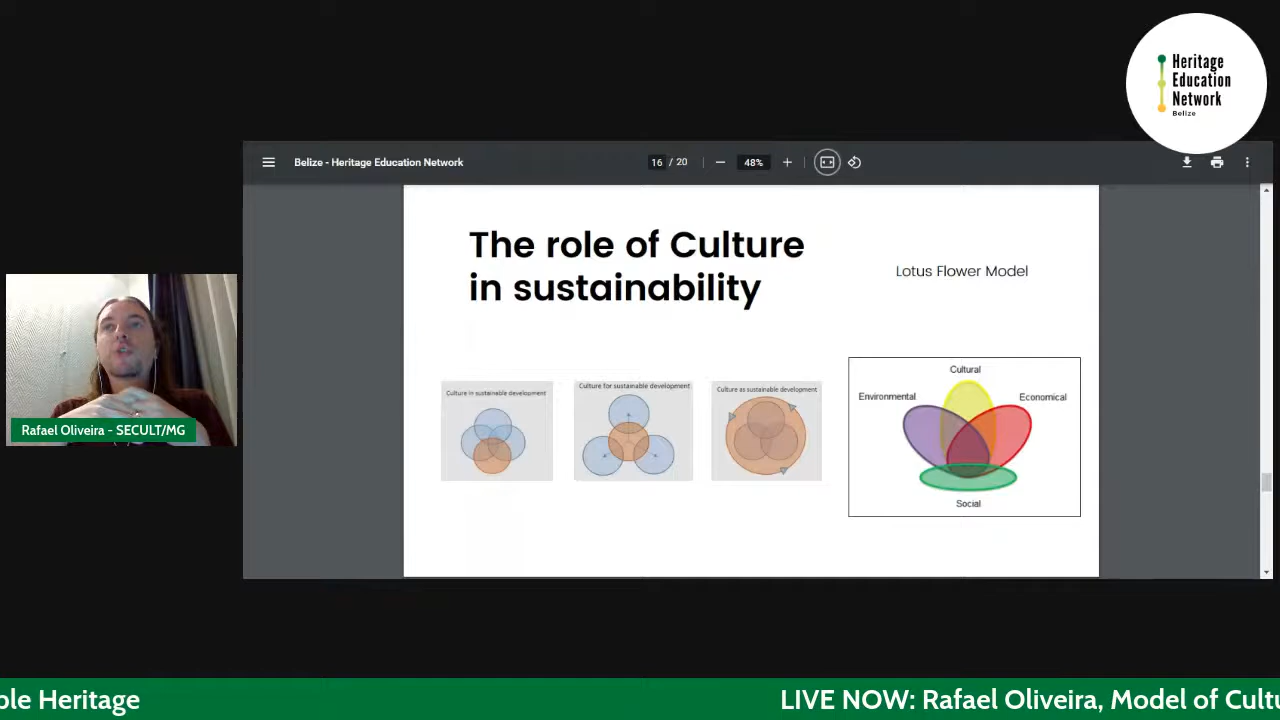 Heritage
Education
Network
Belize
Belize - Heritage Education Network
16 / 20
48%
The role of Culture
in sustainability
Lotus Flower Model
Culture in sustainable development
Culture for sustainable development
Culture as sustainable development
Cultural
Environmental
Economical
Social
Rafael Oliveira - SECULT/MG
ble Heritage
LIVE NOW: Rafael Oliveira, Model of Cultu